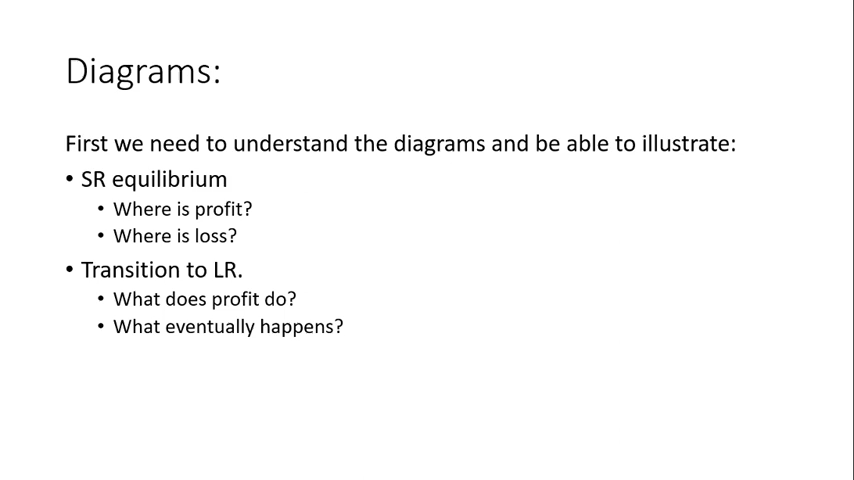 Diagrams:
First we need to understand the diagrams and be able to illustrate:
• SR equilibrium
• Where is profit?
• Where is loss?
• Transition to LR.
• What does profit do?
• What eventually happens?